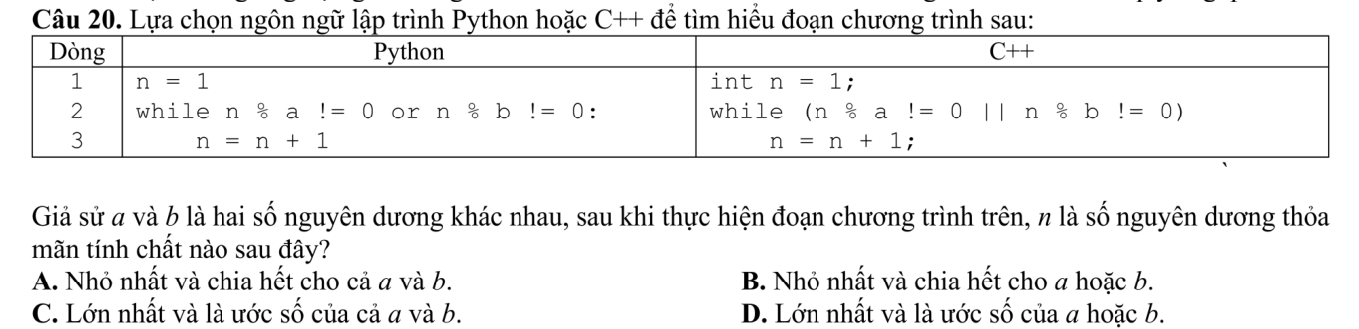 Câu 20. Lựa chọn ngôn ngữ lập trình Python hoặc C++ để tìm hiểu đoạn chương trình sau:
Dòng Python C++
1 n = 1 int n = 1;
2 while n % a != 0 or n % b != 0: while (n % a != 0 || n % b != 0)
3 n = n + 1 n = n + 1;
Giả sử a và b là hai số nguyên dương khác nhau, sau khi thực hiện đoạn chương trình trên, n là số nguyên dương thỏa
mãn tính chất nào sau đây?
A. Nhỏ nhất và chia hết cho cả a và b. B. Nhỏ nhất và chia hết cho a hoặc b.
C. Lớn nhất và là ước số của cả a và b. D. Lớn nhất và là ước số của a hoặc b.